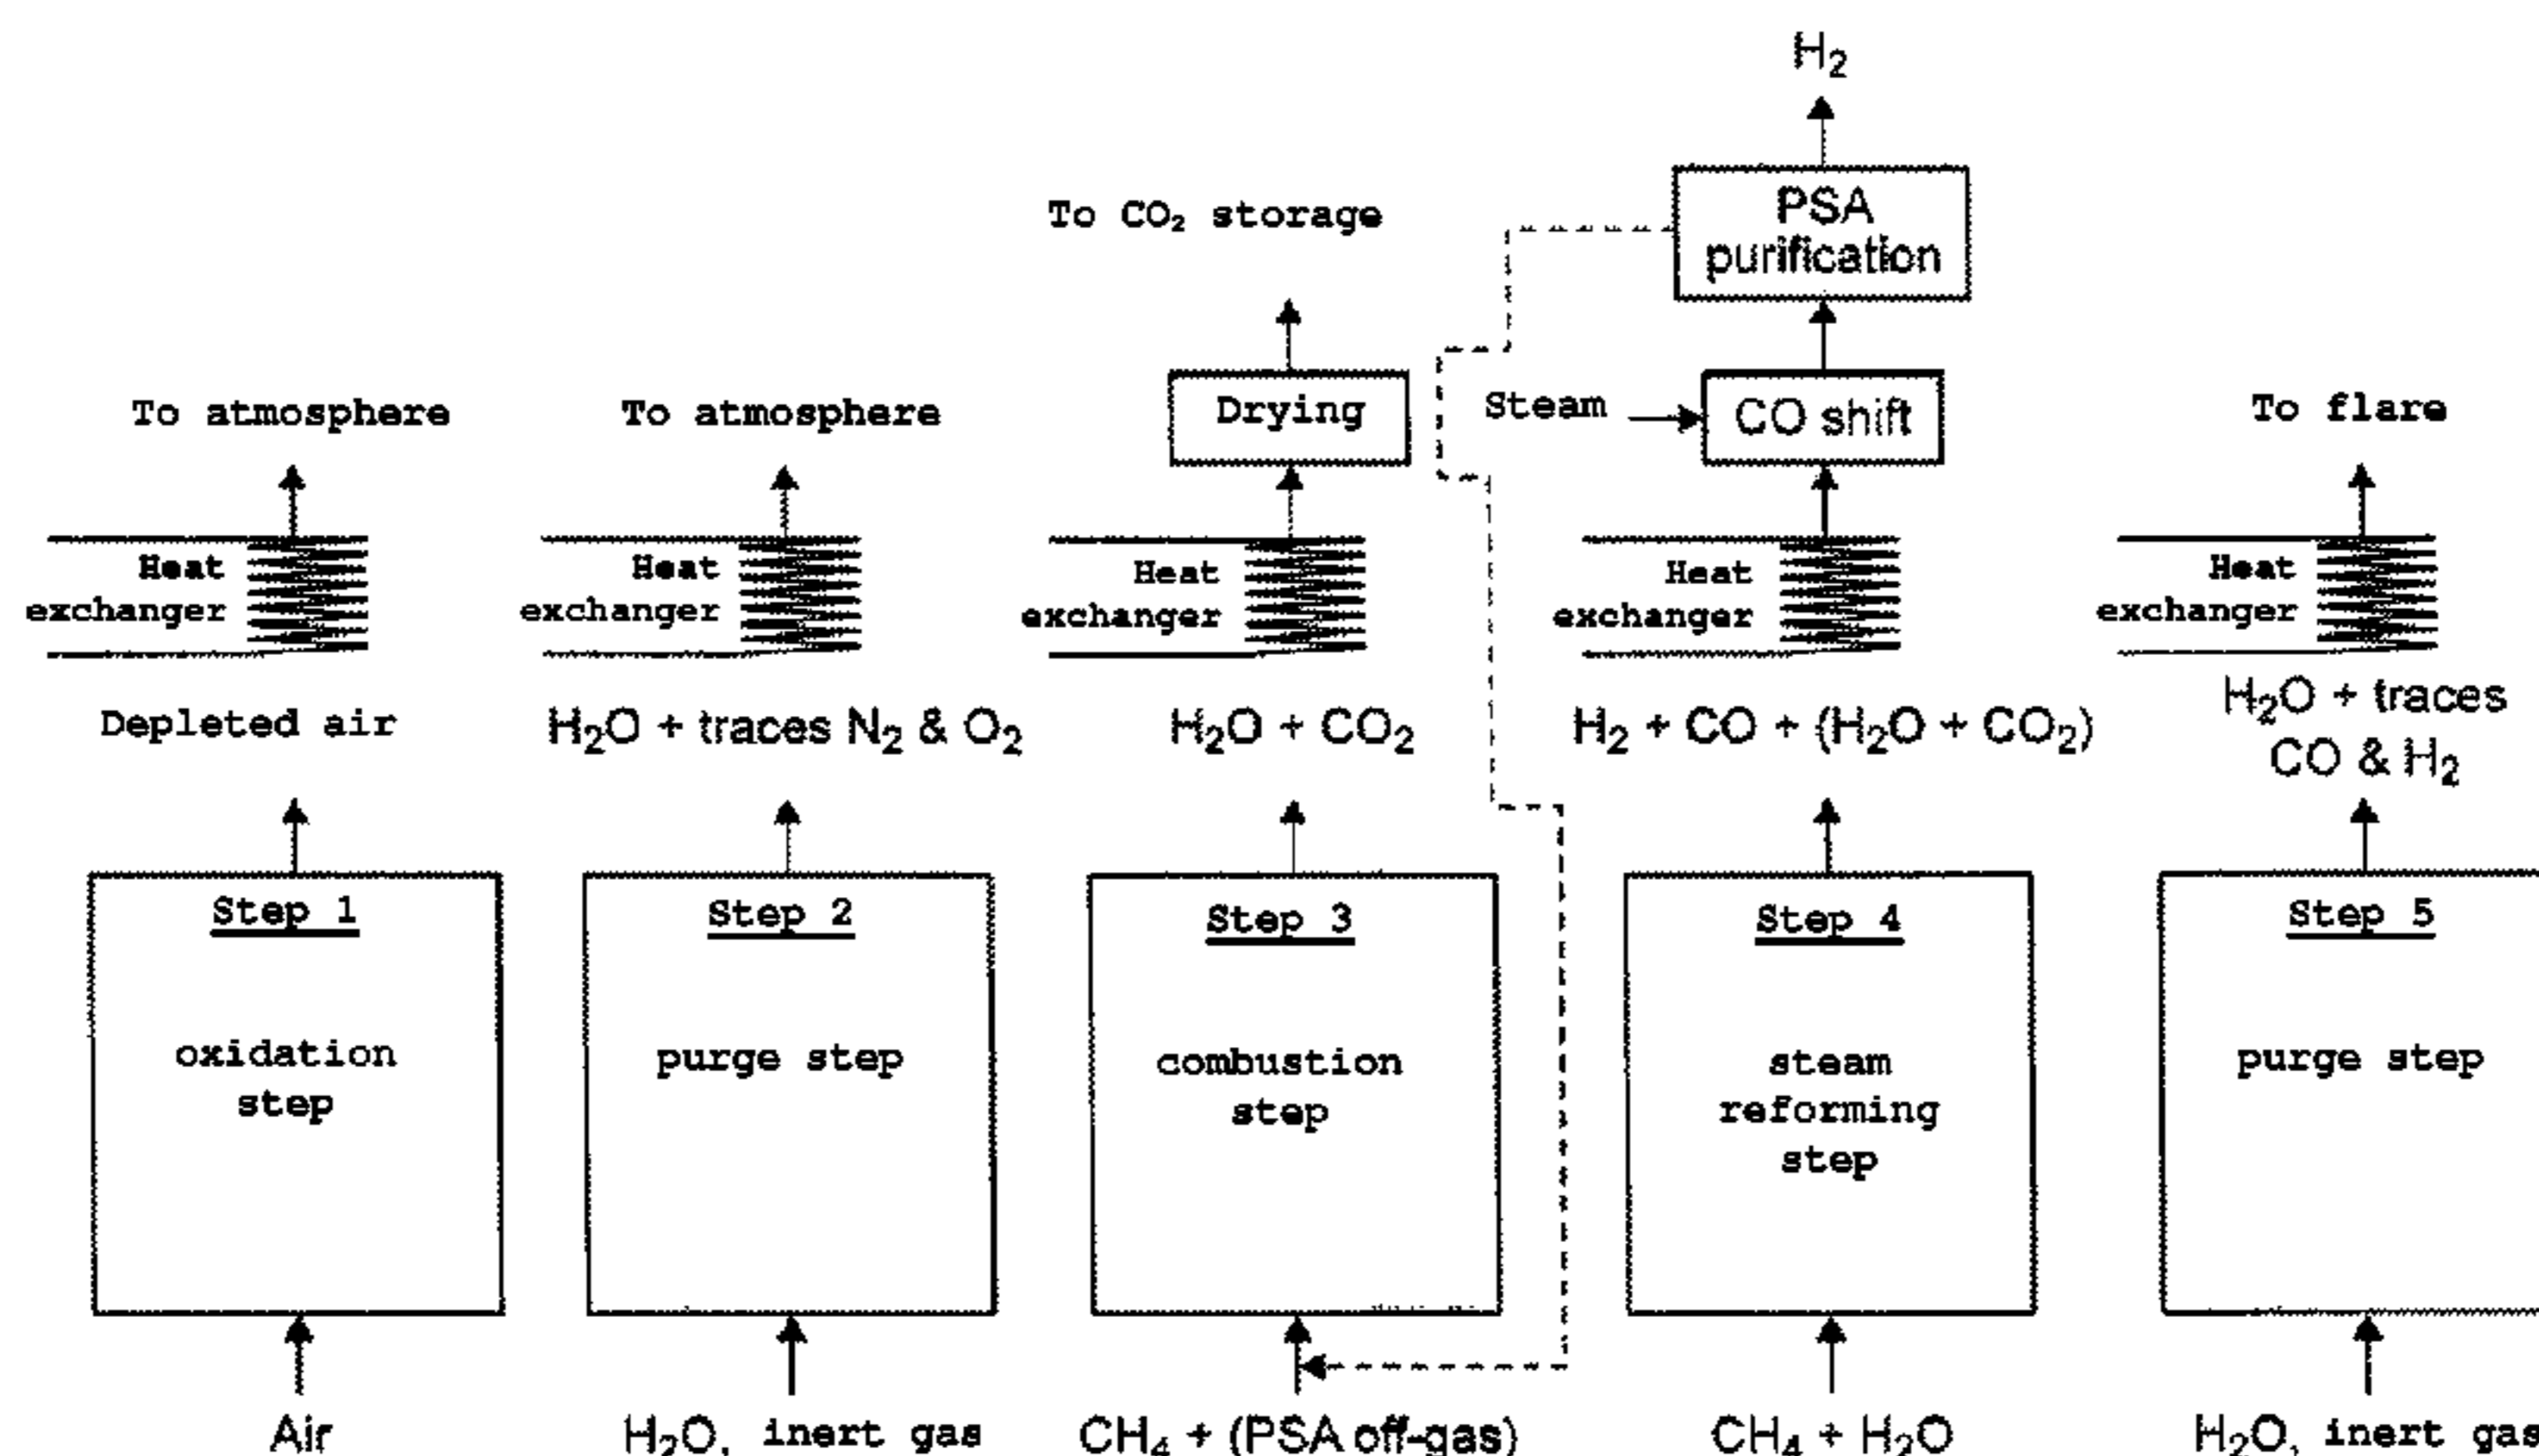 H₂
PSA
purification
To CO₂ storage
Drying
Steam
CO shift
To atmosphere
To atmosphere
To flare
Heat
exchanger
Heat
exchanger
Heat
exchanger
Heat
exchanger
Heat
exchanger
Depleted air
H₂O + traces N₂ & O₂
H₂O + CO₂
H₂ + CO + (H₂O + CO₂)
H₂O + traces
CO & H₂
Step 1
oxidation
step
Step 2
purge step
Step 3
combustion
step
Step 4
steam
reforming
step
Step 5
purge step
Air
H₂O, inert gas
CH₄ + (PSA off-gas)
CH₄ + H₂O
H₂O, inert gas